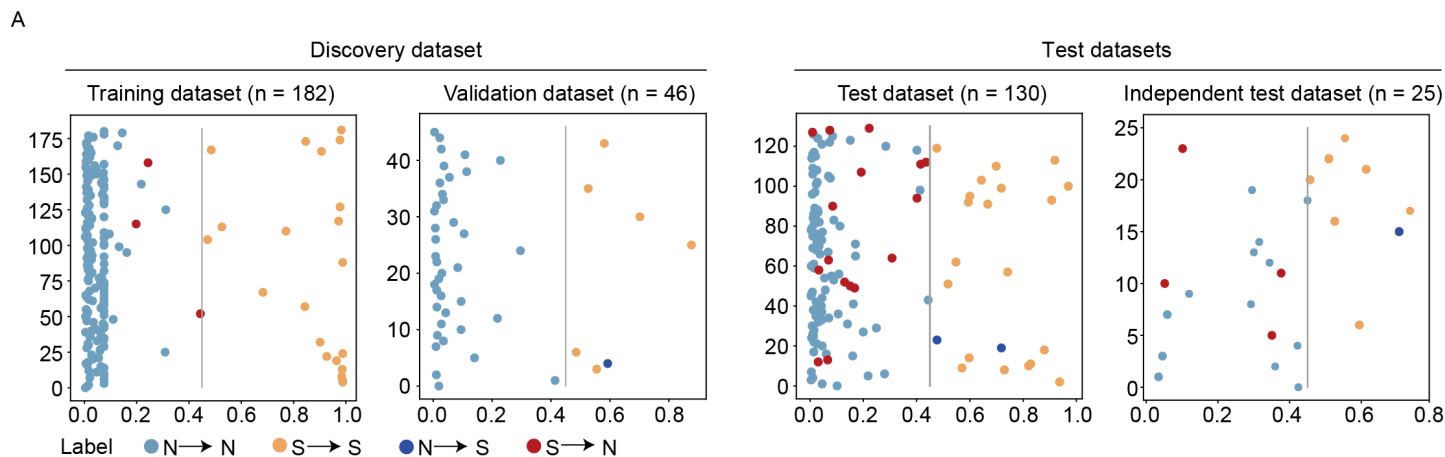 A
Discovery dataset
Test datasets
Training dataset (n = 182)
Validation dataset (n = 46)
Test dataset (n = 130)
Independent test dataset (n = 25)
175
150
125
100
75
50
25
0
0.0 0.2 0.4 0.6 0.8 1.0
40
30
20
10
0
0.0 0.2 0.4 0.6 0.8
120
100
80
60
40
20
0
0.0 0.2 0.4 0.6 0.8 1.0
25
20
15
10
5
0
0.0 0.2 0.4 0.6 0.8
Label N → N S → S N → S S → N